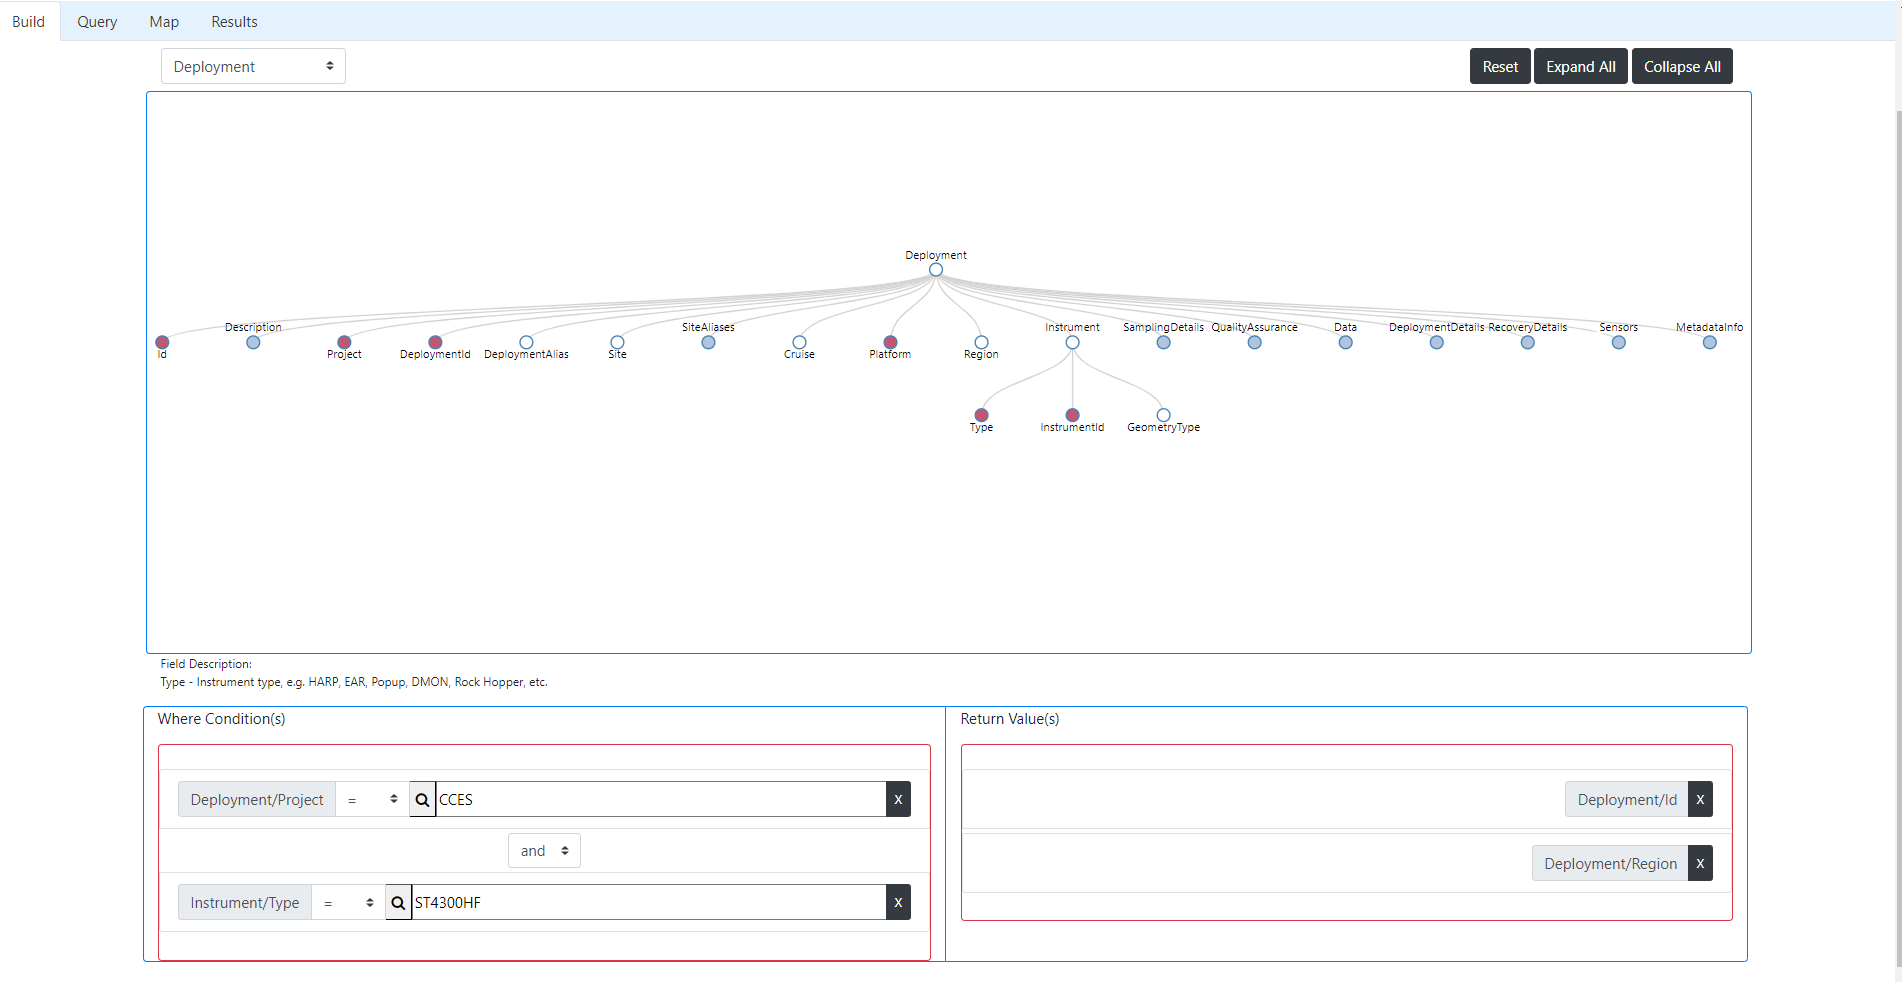 Build Query Map Results
Deployment Reset Expand All Collapse All
Deployment
Description SiteAliases Instrument SamplingDetails QualityAssurance Data DeploymentDetails RecoveryDetails Sensors MetadataInfo
Id Project DeploymentId DeploymentAlias Site Cruise Platform Region
Type InstrumentId GeometryType
Field Description:
Type - Instrument type, e.g. HARP, EAR, Popup, DMON, Rock Hopper, etc.
Where Condition(s)
Deployment/Project = CCES X
and
Instrument/Type = ST4300HF X
Return Value(s)
Deployment/Id X
Deployment/Region X